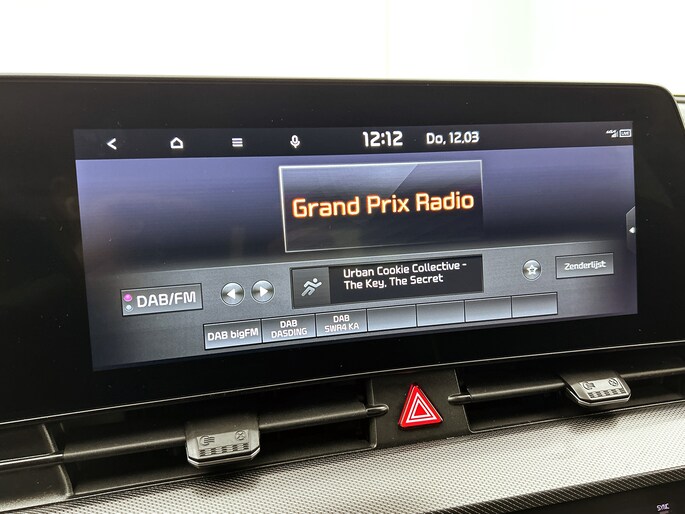 12:12 Do, 12.03
Grand Prix Radio
Urban Cookie Collective -
The Key, The Secret
Zenderlijst
DAB/FM
DAB bigFM
DAB
DASDING
DAB
SWR4 KA
SYNC